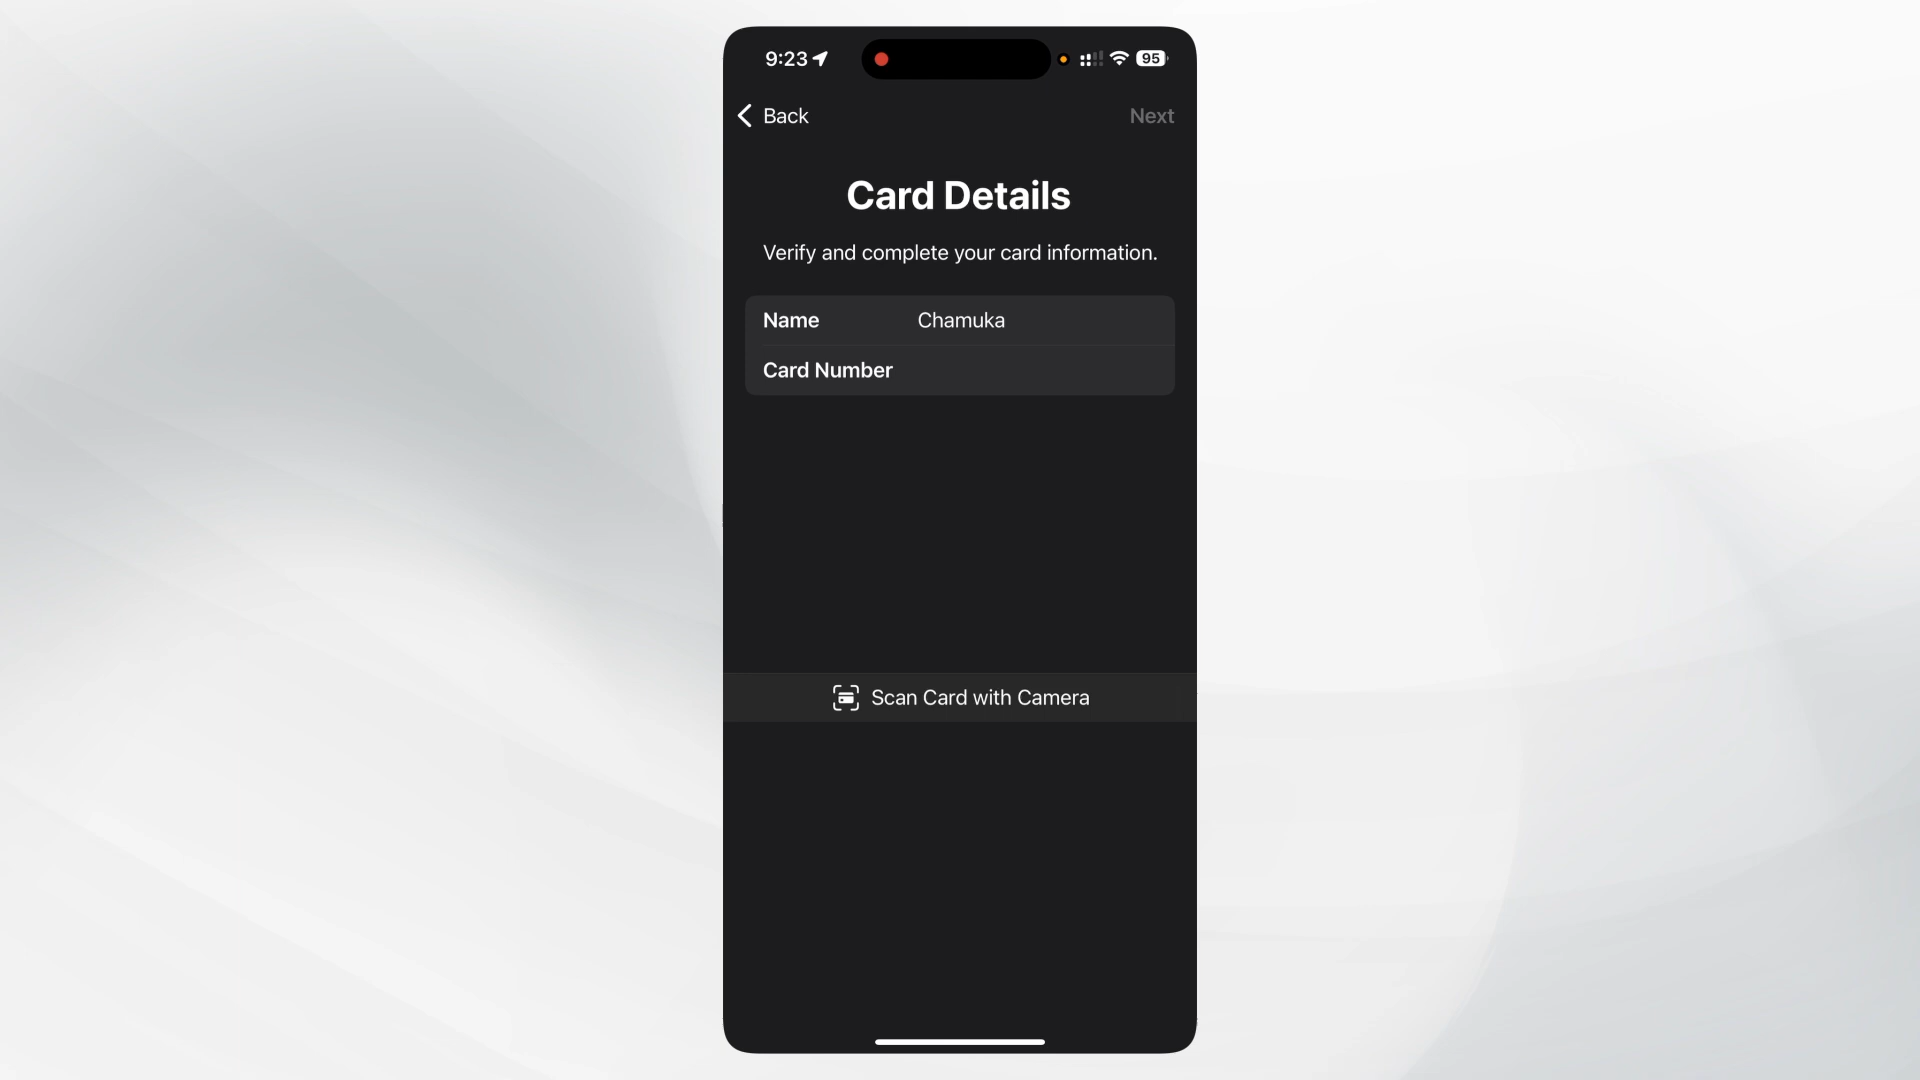 9:23 95
Back Next
Card Details
Verify and complete your card information.
Name Chamuka
Card Number
Scan Card with Camera